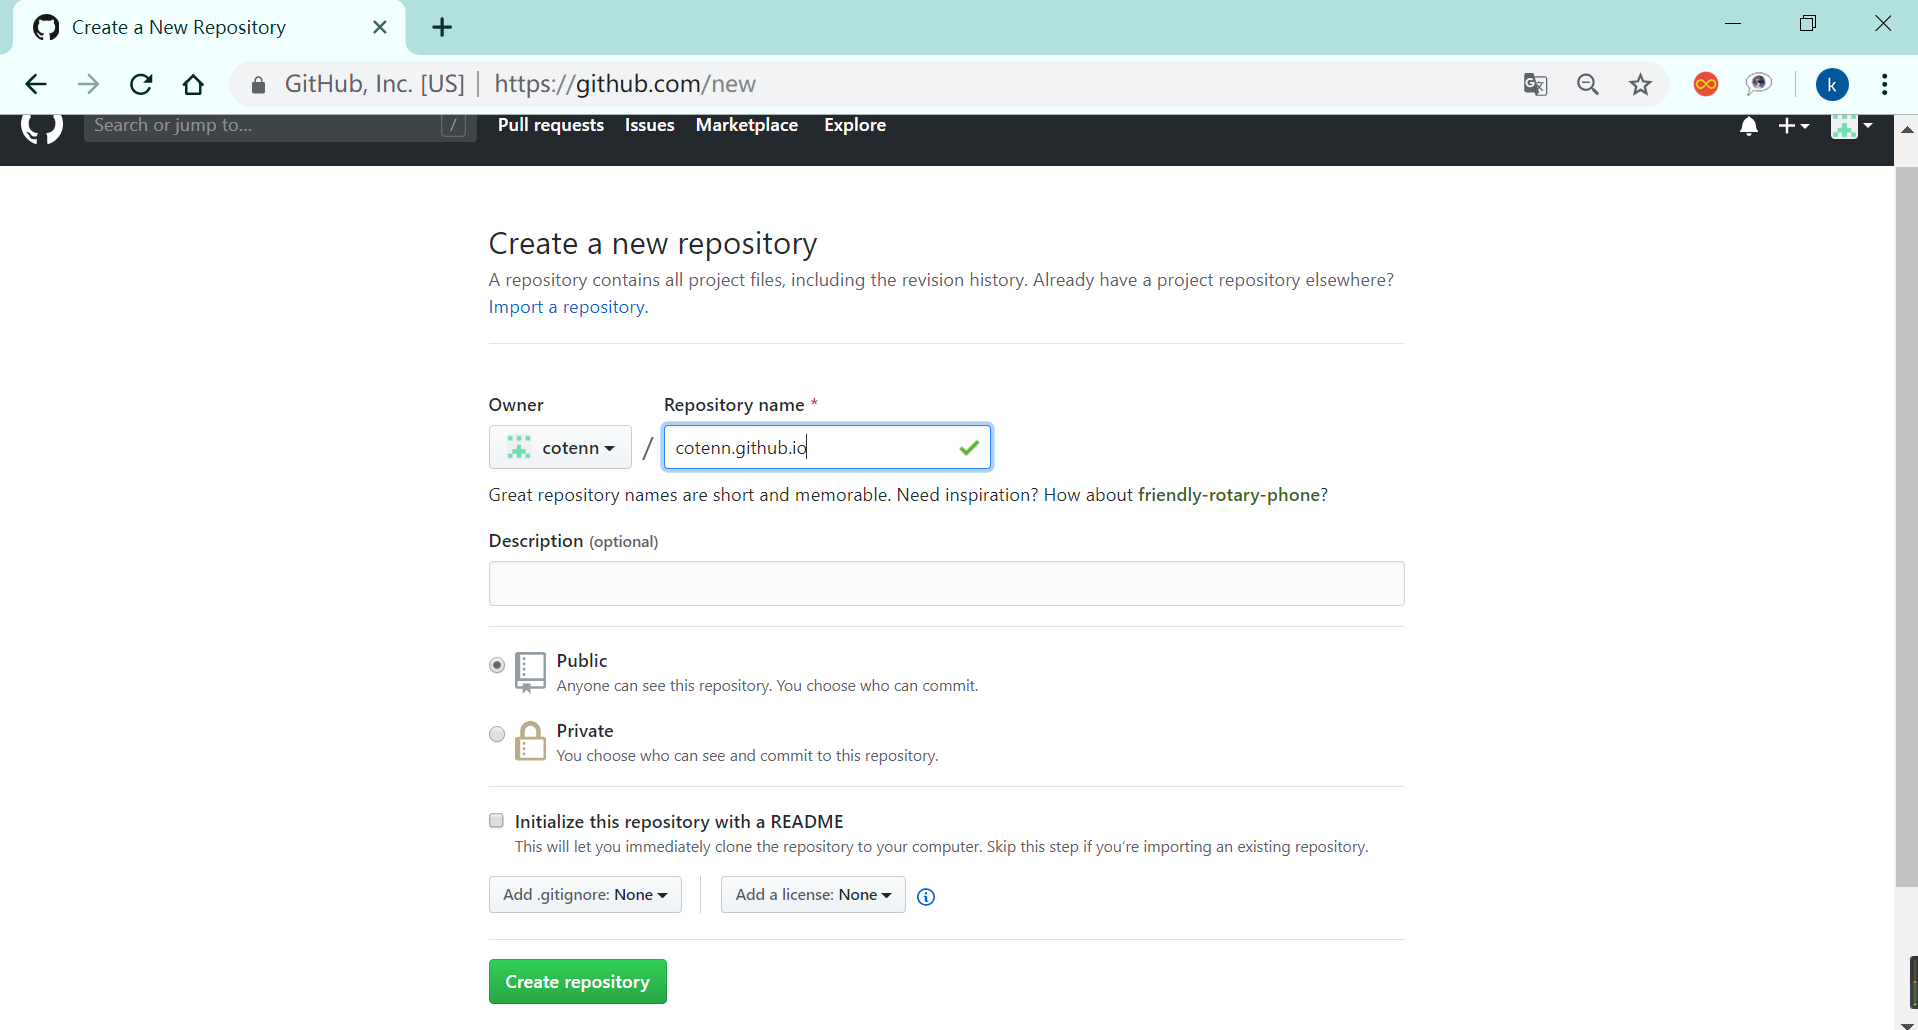 Create a New Repository
GitHub, Inc. [US] | https://github.com/new
k
Search or jump to... /
Pull requests Issues Marketplace Explore
Create a new repository
A repository contains all project files, including the revision history. Already have a project repository elsewhere?
Import a repository.
Owner Repository name *
cotenn / cotenn.github.io
Great repository names are short and memorable. Need inspiration? How about friendly-rotary-phone?
Description (optional)
Public
Anyone can see this repository. You choose who can commit.
Private
You choose who can see and commit to this repository.
Initialize this repository with a README
This will let you immediately clone the repository to your computer. Skip this step if you’re importing an existing repository.
Add .gitignore: None Add a license: None
Create repository